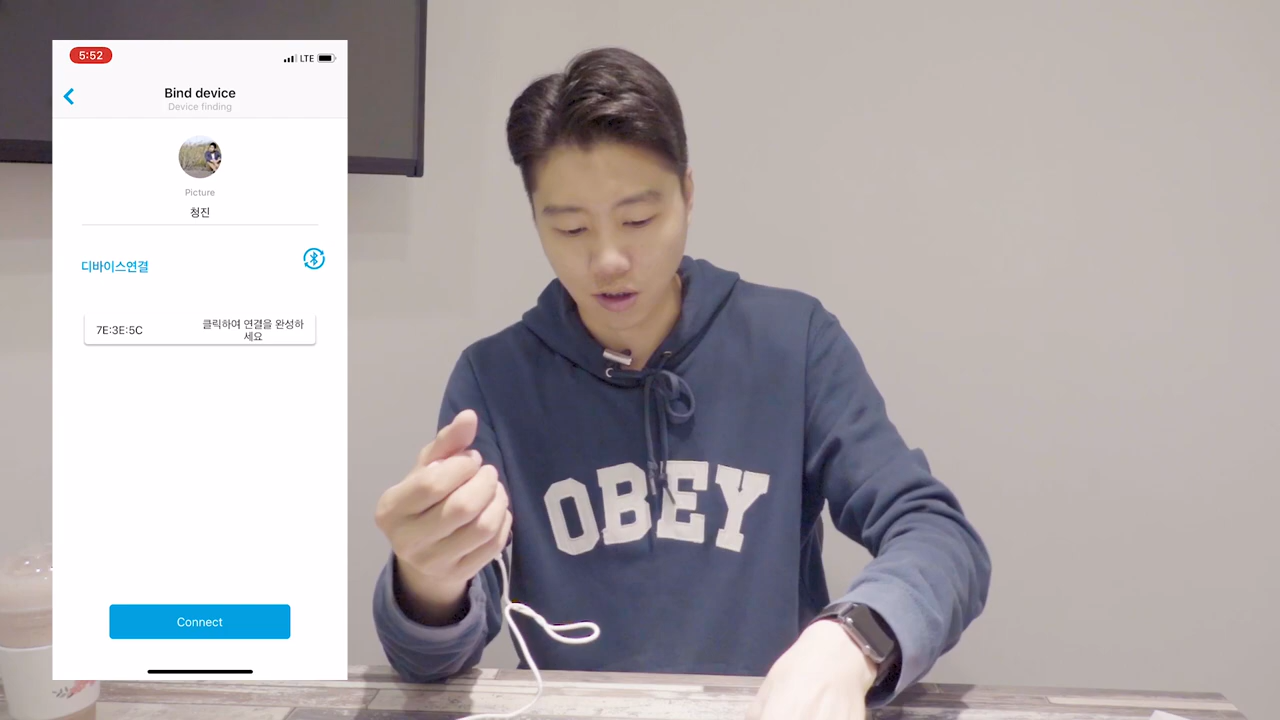 5:52
LTE
Bind device
Device finding
Picture
청진
디바이스연결
7E:3E:5C
클릭하여 연결을 완성하
세요
Connect
OBEY